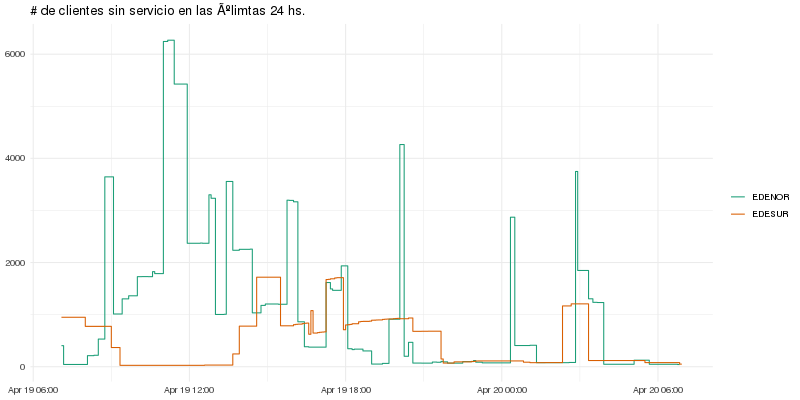 # de clientes sin servicio en las Ãºlimtas 24 hs.
6000
4000
2000
0
Apr 19 06:00 Apr 19 12:00 Apr 19 18:00 Apr 20 00:00 Apr 20 06:00
EDENOR
EDESUR